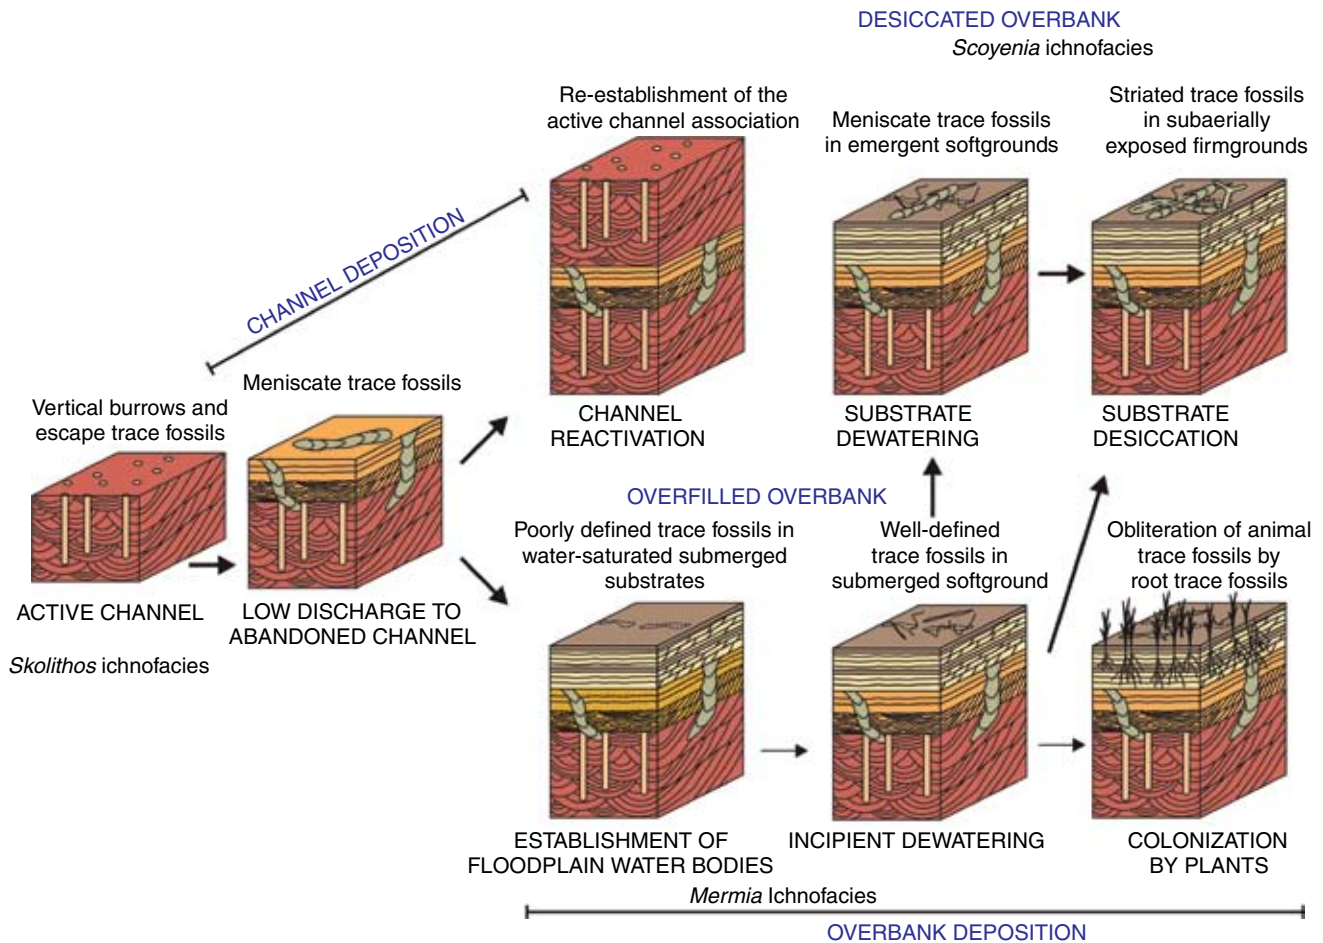 DESICCATED OVERBANK
Scoyenia ichnofacies
Re-establishment of the
active channel association
Meniscate trace fossils
in emergent softgrounds
Striated trace fossils
in subaerially
exposed firmgrounds
CHANNEL DEPOSITION
Vertical burrows and
escape trace fossils
Meniscate trace fossils
CHANNEL
REACTIVATION
SUBSTRATE
DEWATERING
SUBSTRATE
DESICCATION
ACTIVE CHANNEL
LOW DISCHARGE TO
ABANDONED CHANNEL
Skolithos ichnofacies
OVERFILLED OVERBANK
Poorly defined trace fossils in
water-saturated submerged
substrates
Well-defined
trace fossils in
submerged softground
Obliteration of animal
trace fossils by
root trace fossils
ESTABLISHMENT OF
FLOODPLAIN WATER BODIES
INCIPIENT DEWATERING
COLONIZATION
BY PLANTS
Mermia Ichnofacies
OVERBANK DEPOSITION